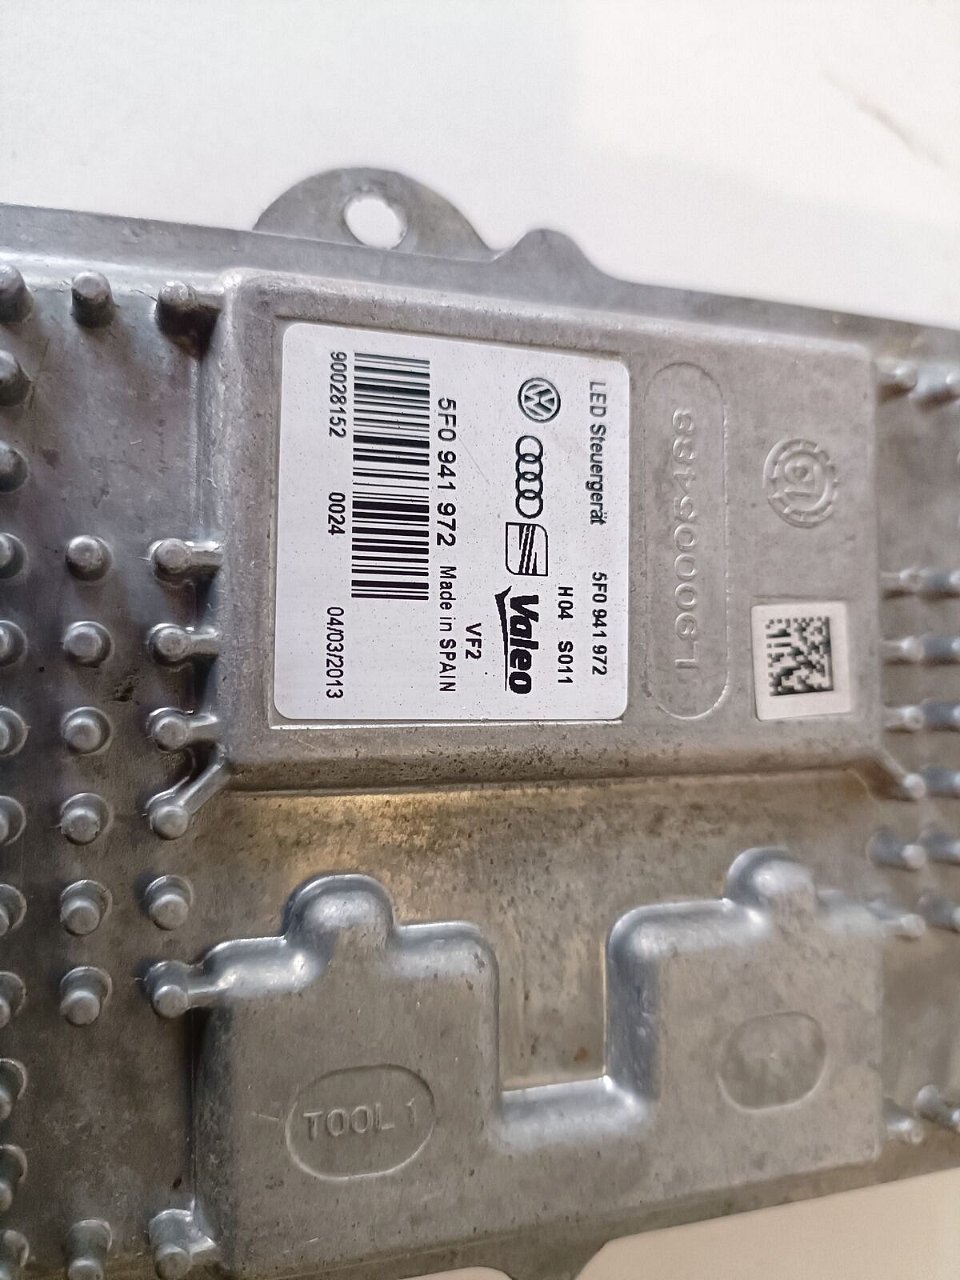 LED Steuergerät 5F0 941 972
H04 S011
Valeo
VF2
5F0 941 972 Made in SPAIN
90028152 0024 04/03/2013
TOOL 1